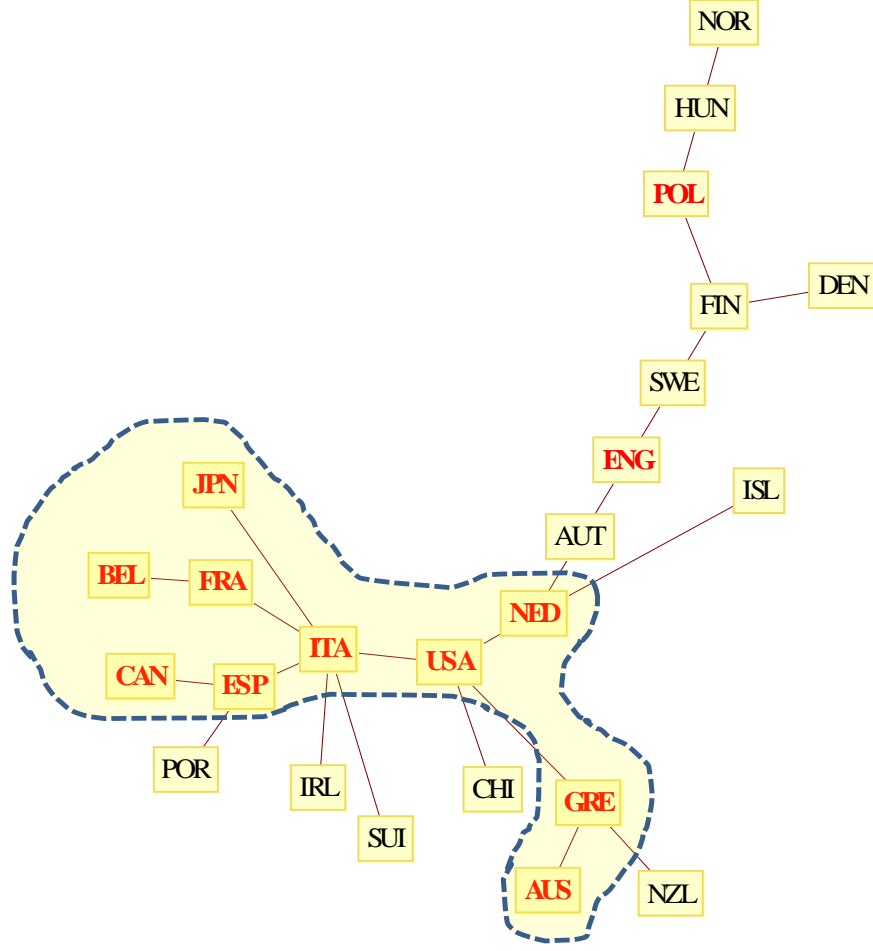 NOR
HUN
POL
DEN
FIN
SWE
ENG
JPN
ISL
AUT
BEL
FRA
NED
ITA
USA
CAN
ESP
POR
IRL
CHI
GRE
SUI
AUS
NZL